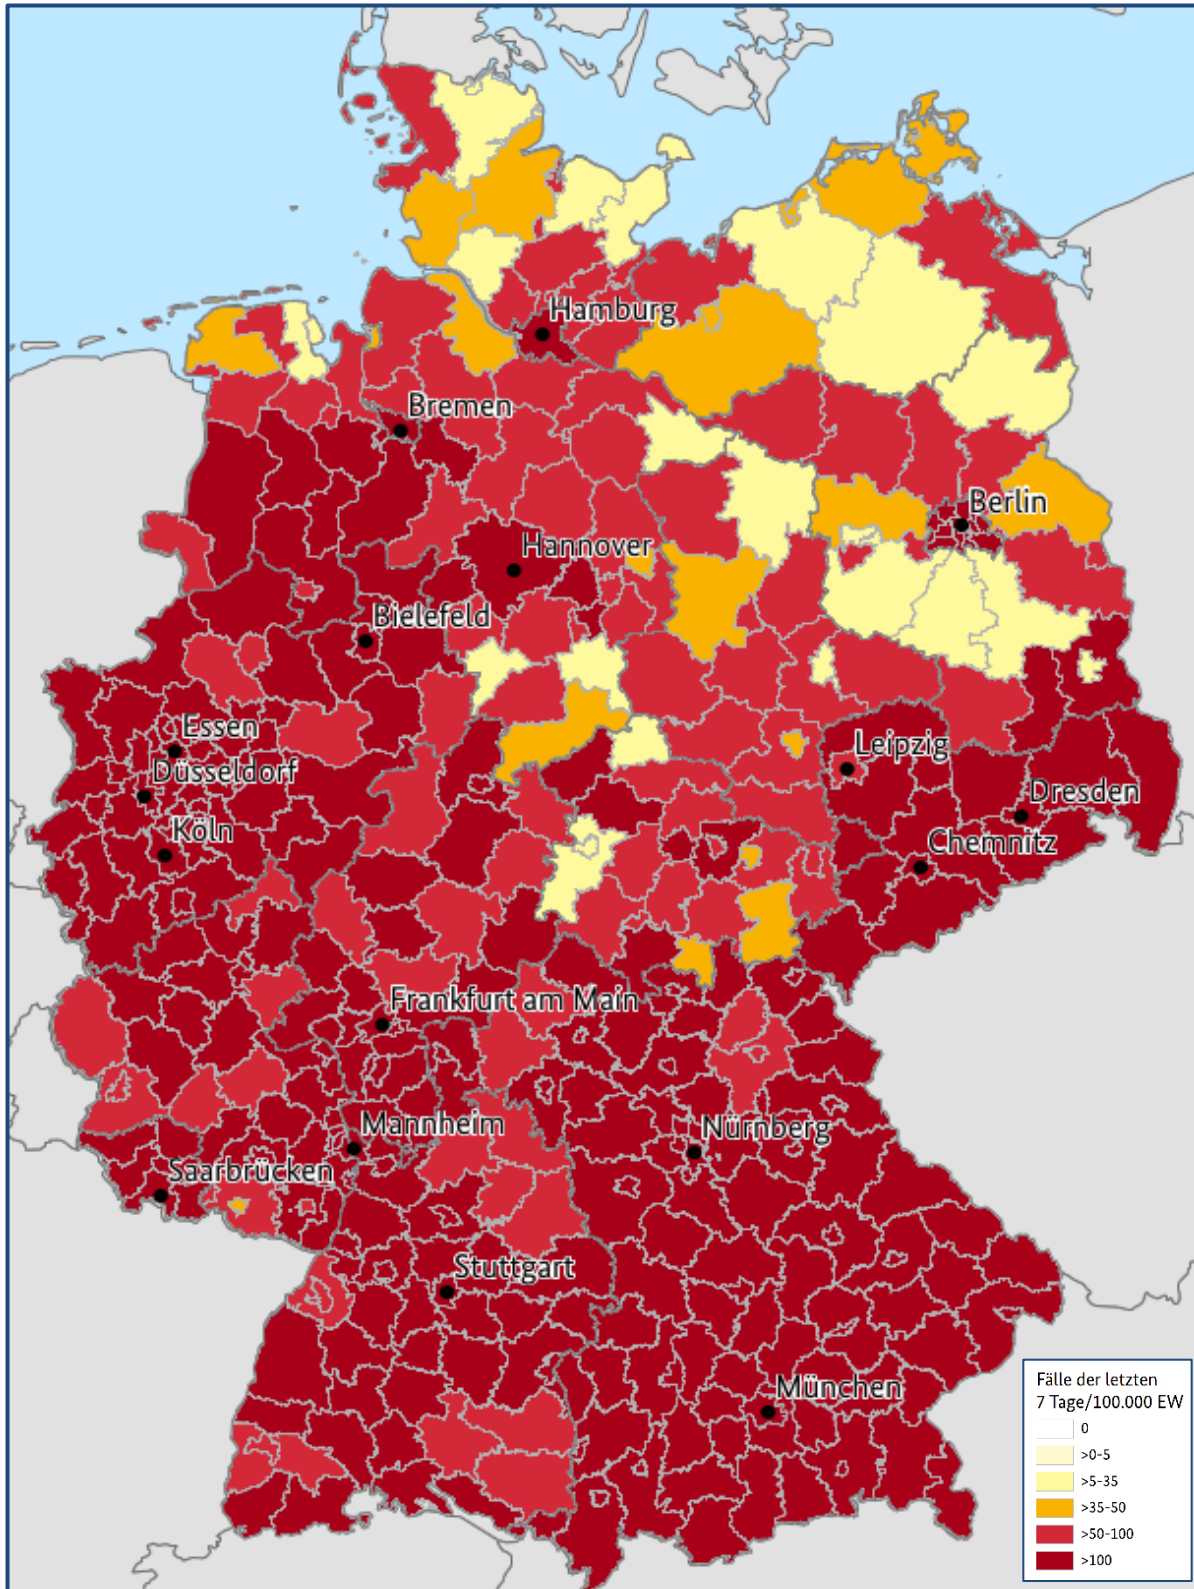 Hamburg
Bremen
Berlin
Hannover
Bielefeld
Essen
Düsseldorf
Leipzig
Dresden
Köln
Chemnitz
Frankfurt am Main
Mannheim
Nürnberg
Saarbrücken
Stuttgart
München
Fälle der letzten
7 Tage/100.000 EW
0
>0-5
>5-35
>35-50
>50-100
>100